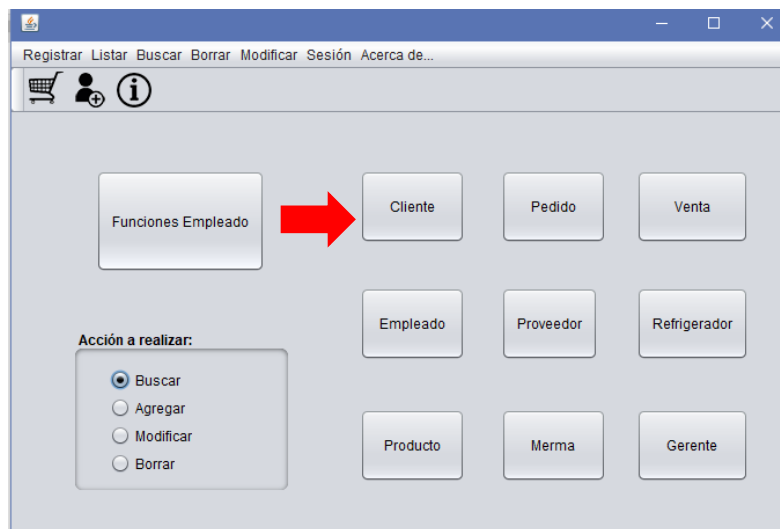 Registrar Listar Buscar Borrar Modificar Sesión Acerca de...
Funciones Empleado
Cliente
Pedido
Venta
Empleado
Proveedor
Refrigerador
Acción a realizar:
Buscar
Agregar
Modificar
Borrar
Producto
Merma
Gerente